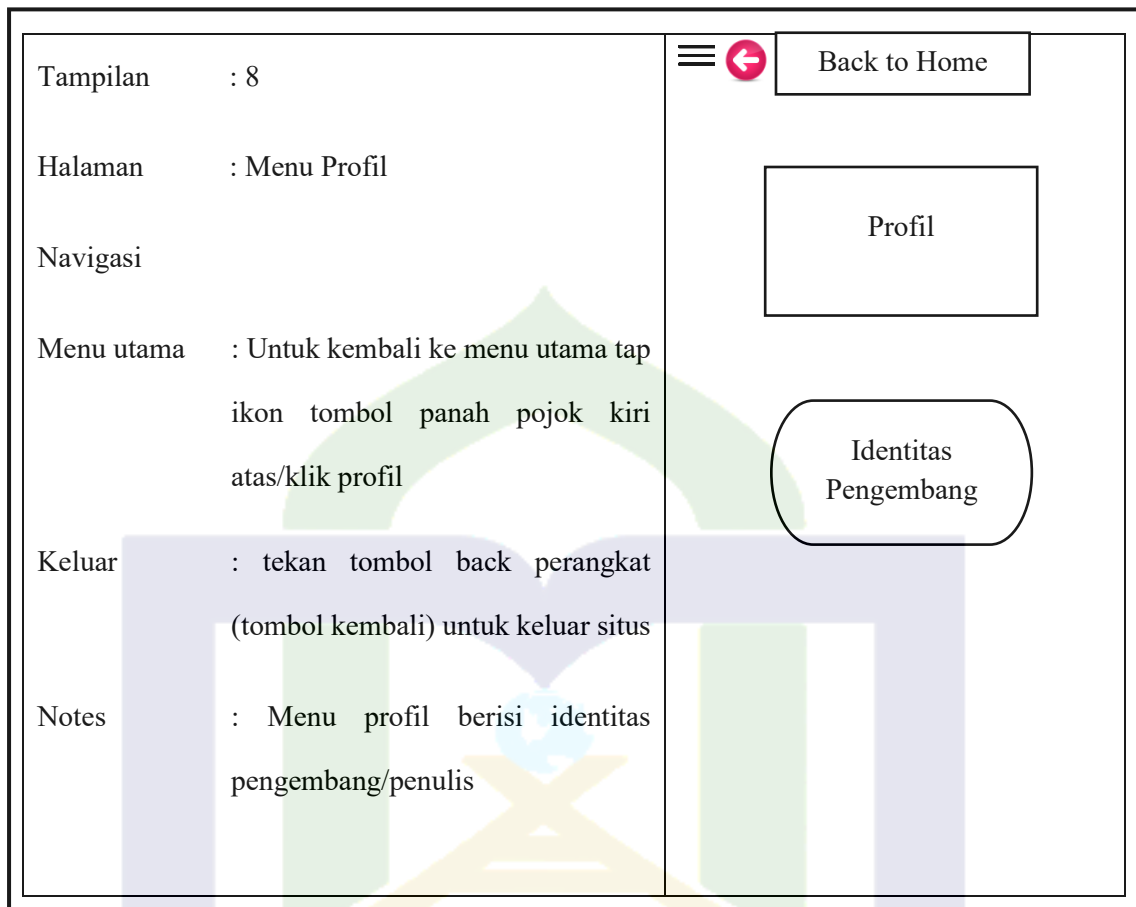 Tampilan : 8
Halaman : Menu Profil
Navigasi
Menu utama : Untuk kembali ke menu utama tap
ikon tombol panah pojok kiri
atas/klik profil
Keluar : tekan tombol back perangkat
(tombol kembali) untuk keluar situs
Notes : Menu profil berisi identitas
pengembang/penulis
Back to Home
Profil
Identitas
Pengembang